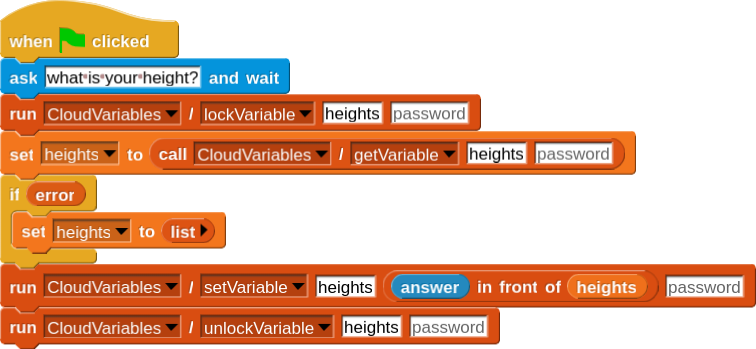 when clicked
ask what is your height? and wait
run CloudVariables / lockVariable heights password
set heights to call CloudVariables / getVariable heights password
if error
set heights to list
run CloudVariables / setVariable heights answer in front of heights password
run CloudVariables / unlockVariable heights password